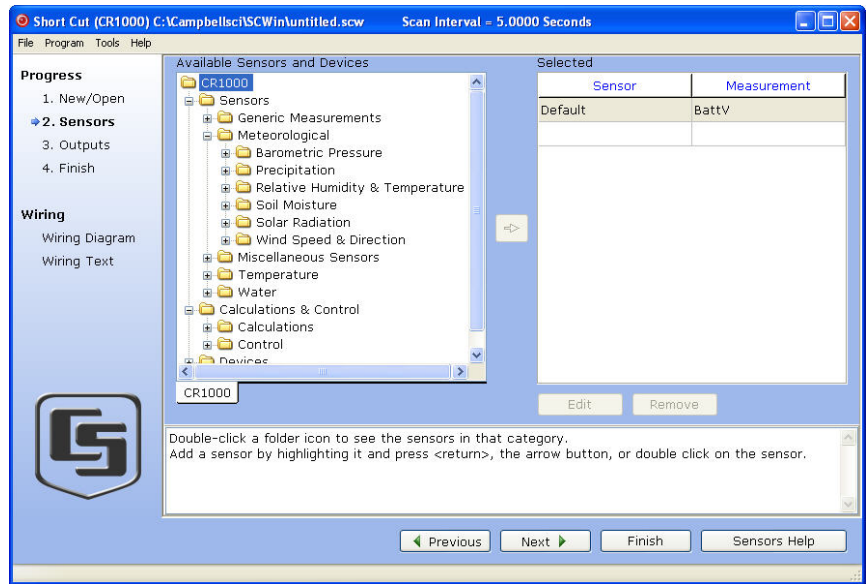 Short Cut (CR1000) C:\Campbellsci\SCWin\untitled.scw Scan Interval = 5.0000 Seconds
File Program Tools Help
Progress
1. New/Open
2. Sensors
3. Outputs
4. Finish
Wiring
Wiring Diagram
Wiring Text
Available Sensors and Devices
CR1000
Sensors
Generic Measurements
Meteorological
Barometric Pressure
Precipitation
Relative Humidity & Temperature
Soil Moisture
Solar Radiation
Wind Speed & Direction
Miscellaneous Sensors
Temperature
Water
Calculations & Control
Calculations
Control
Devices
CR1000
Selected
Sensor Measurement
Default BattV
Edit Remove
CS
Double-click a folder icon to see the sensors in that category.
Add a sensor by highlighting it and press <return>, the arrow button, or double click on the sensor.
Previous Next Finish Sensors Help